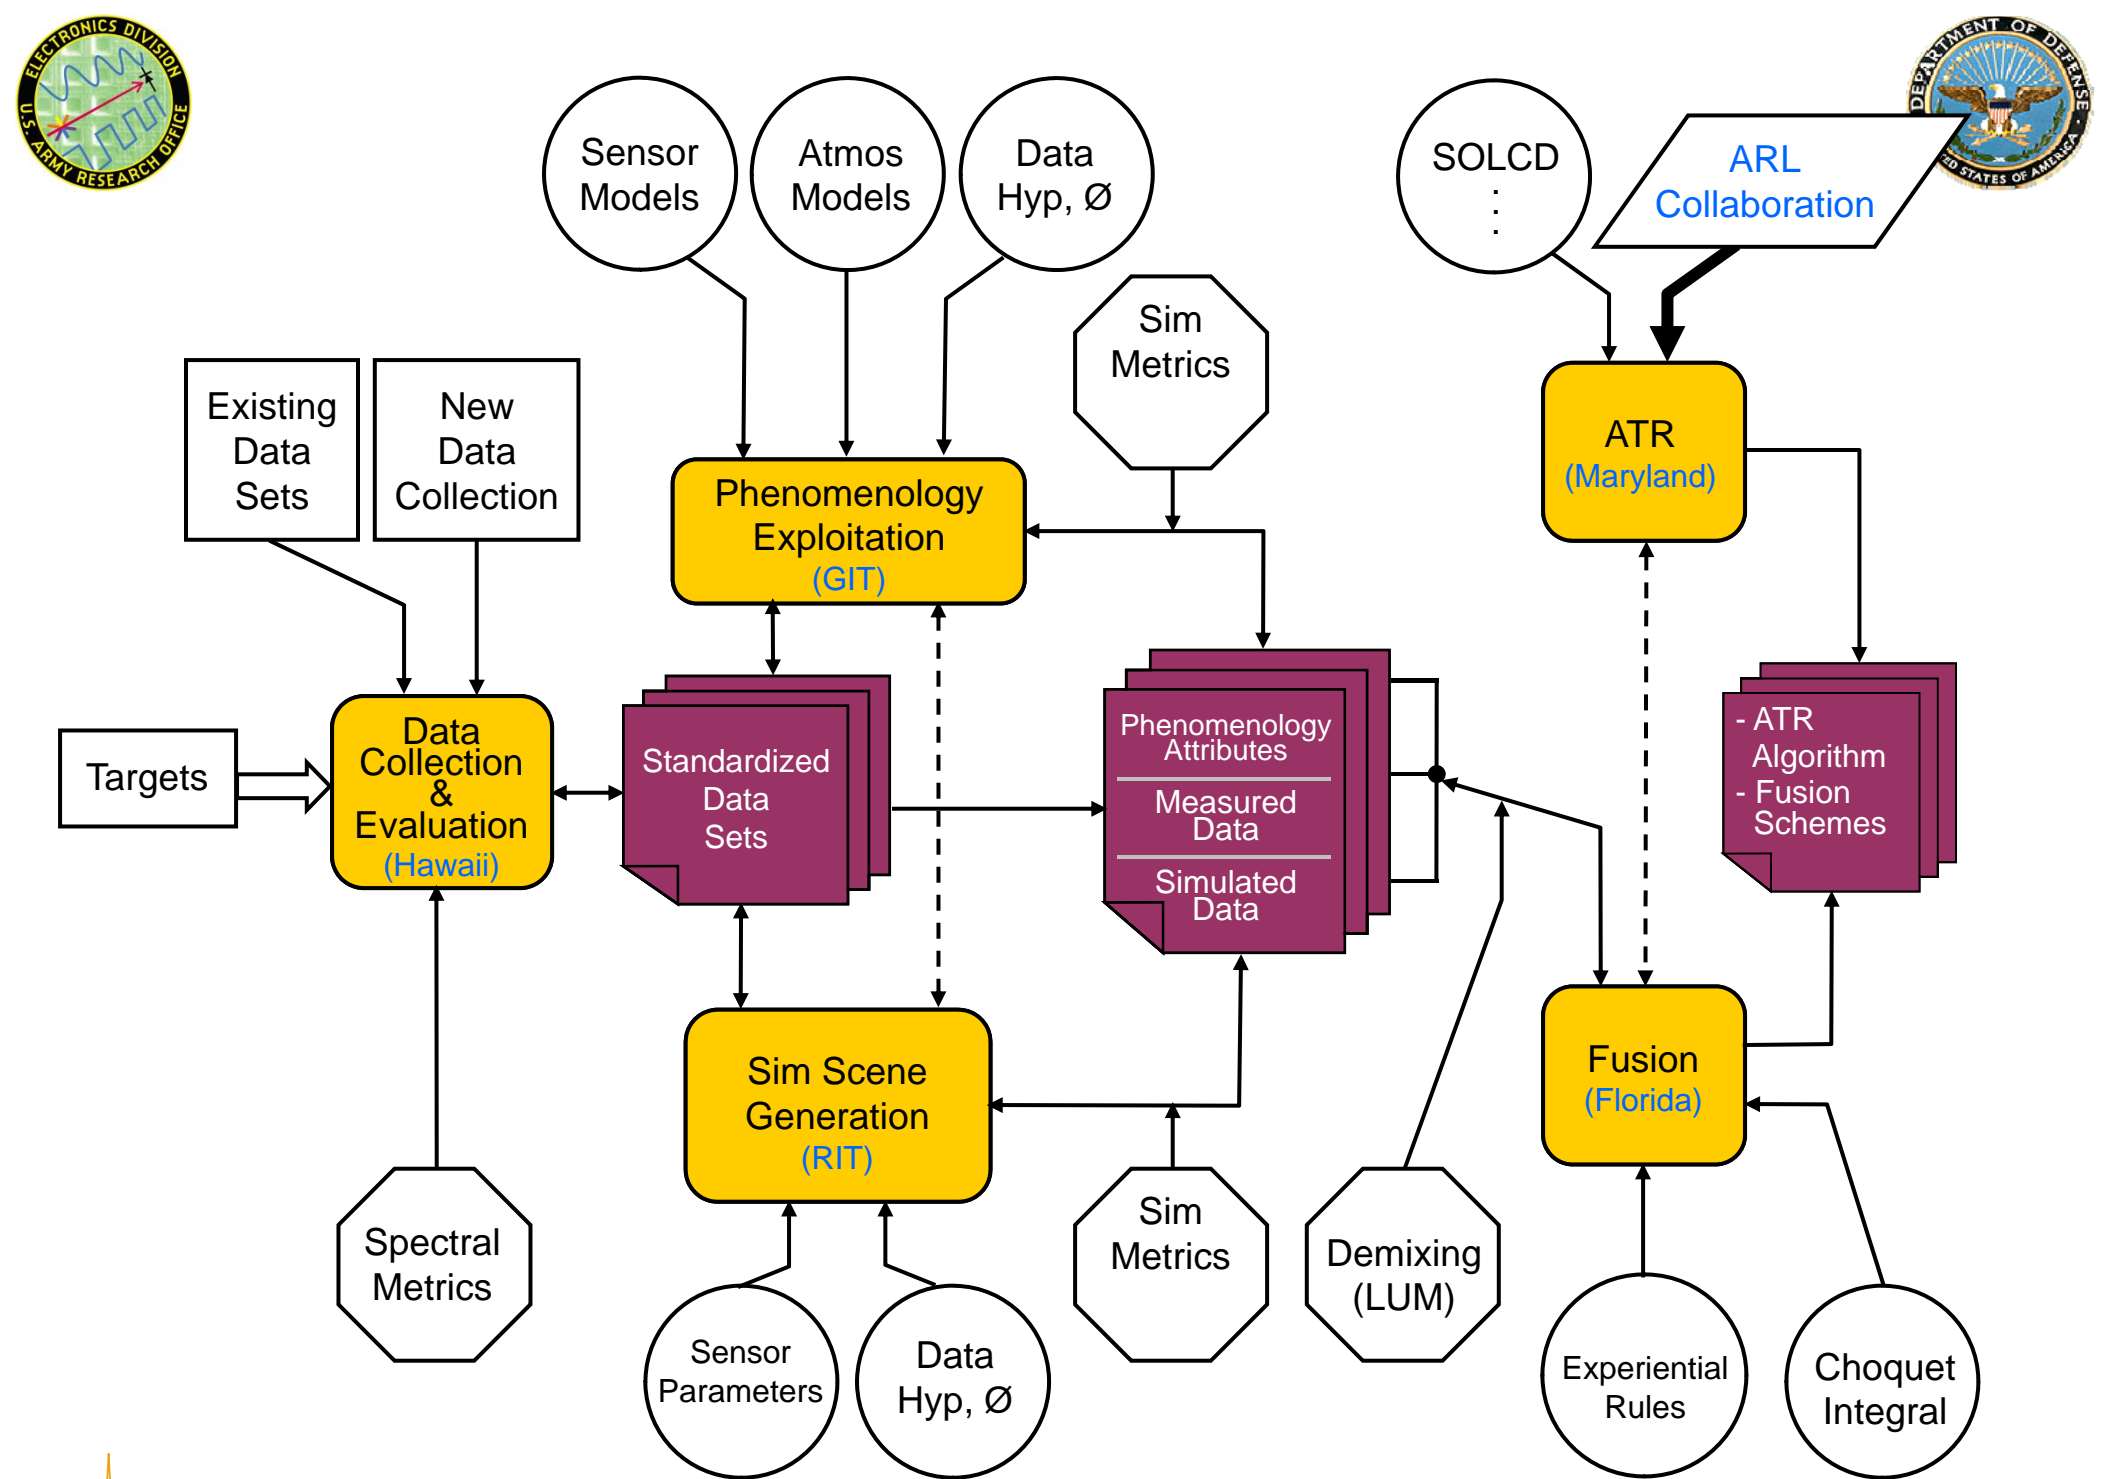 ELECTRONICS DIVISION
U.S. ARMY RESEARCH OFFICE
DEPARTMENT OF DEFENSE
STATES OF AMERICA
Sensor
Models
Atmos
Models
Data
Hyp, Ø
SOLCD
.
.
.
ARL
Collaboration
Sim
Metrics
Existing
Data
Sets
New
Data
Collection
Phenomenology
Exploitation
(GIT)
ATR
(Maryland)
Targets
Data
Collection
&
Evaluation
(Hawaii)
Standardized
Data
Sets
Phenomenology
Attributes
Measured
Data
Simulated
Data
- ATR
Algorithm
- Fusion
Schemes
Sim Scene
Generation
(RIT)
Fusion
(Florida)
Spectral
Metrics
Sim
Metrics
Demixing
(LUM)
Sensor
Parameters
Data
Hyp, Ø
Experiential
Rules
Choquet
Integral